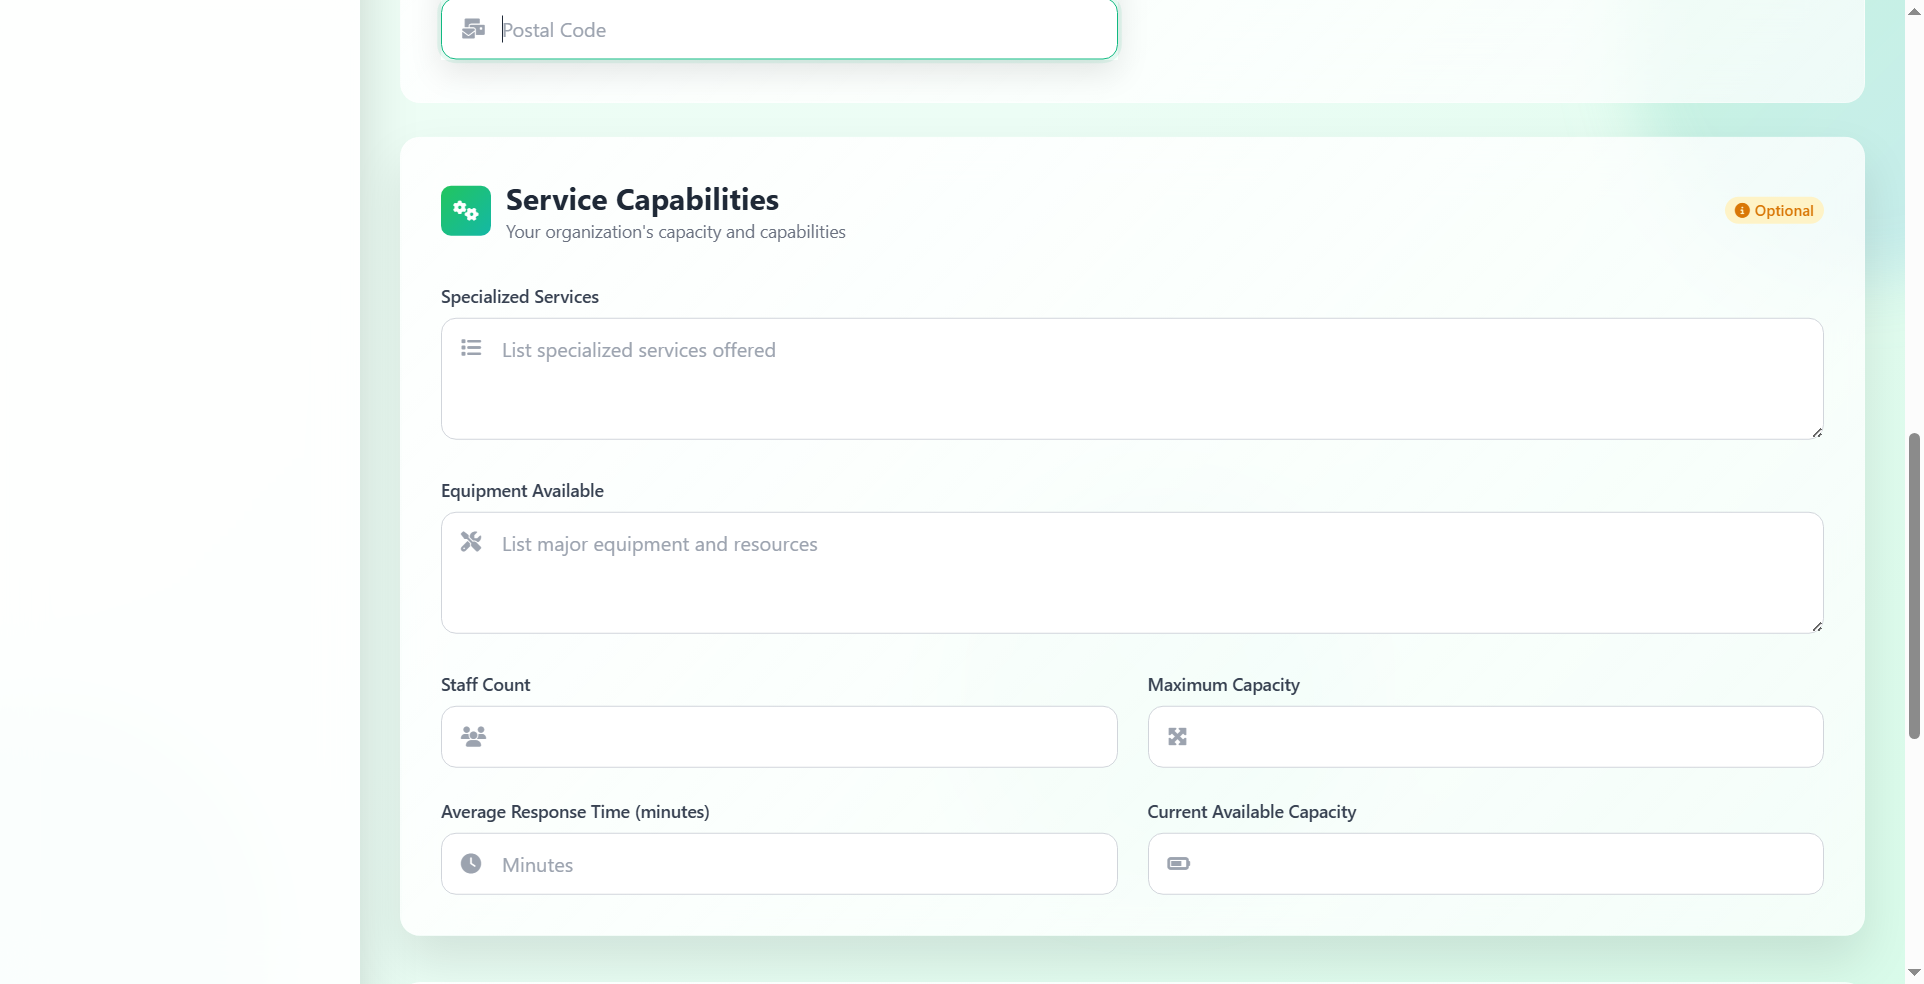 Postal Code
Service Capabilities
Your organization's capacity and capabilities
Optional
Specialized Services
List specialized services offered
Equipment Available
List major equipment and resources
Staff Count
Maximum Capacity
Average Response Time (minutes)
Current Available Capacity
Minutes